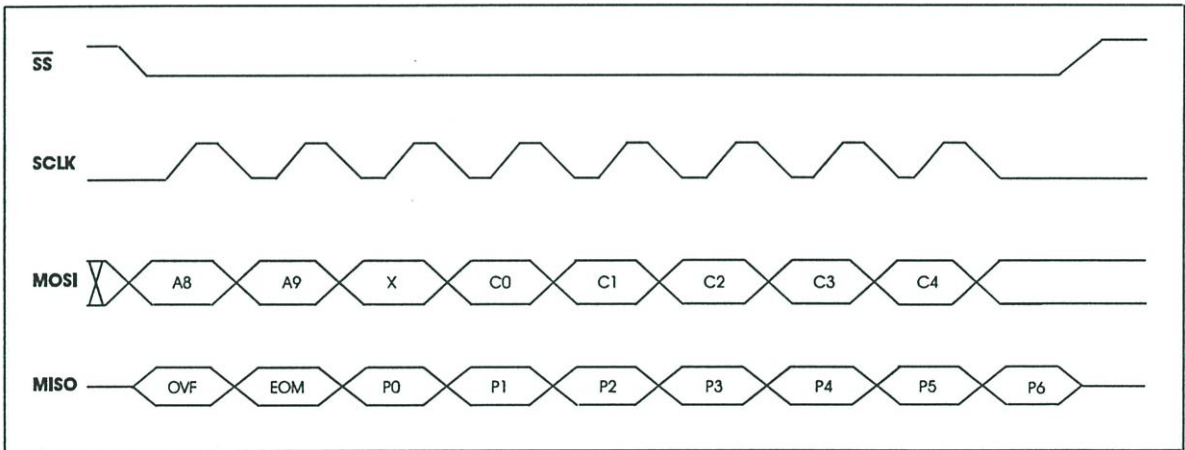 SS
SCLK
MOSI A8 A9 X C0 C1 C2 C3 C4
MISO OVF EOM P0 P1 P2 P3 P4 P5 P6